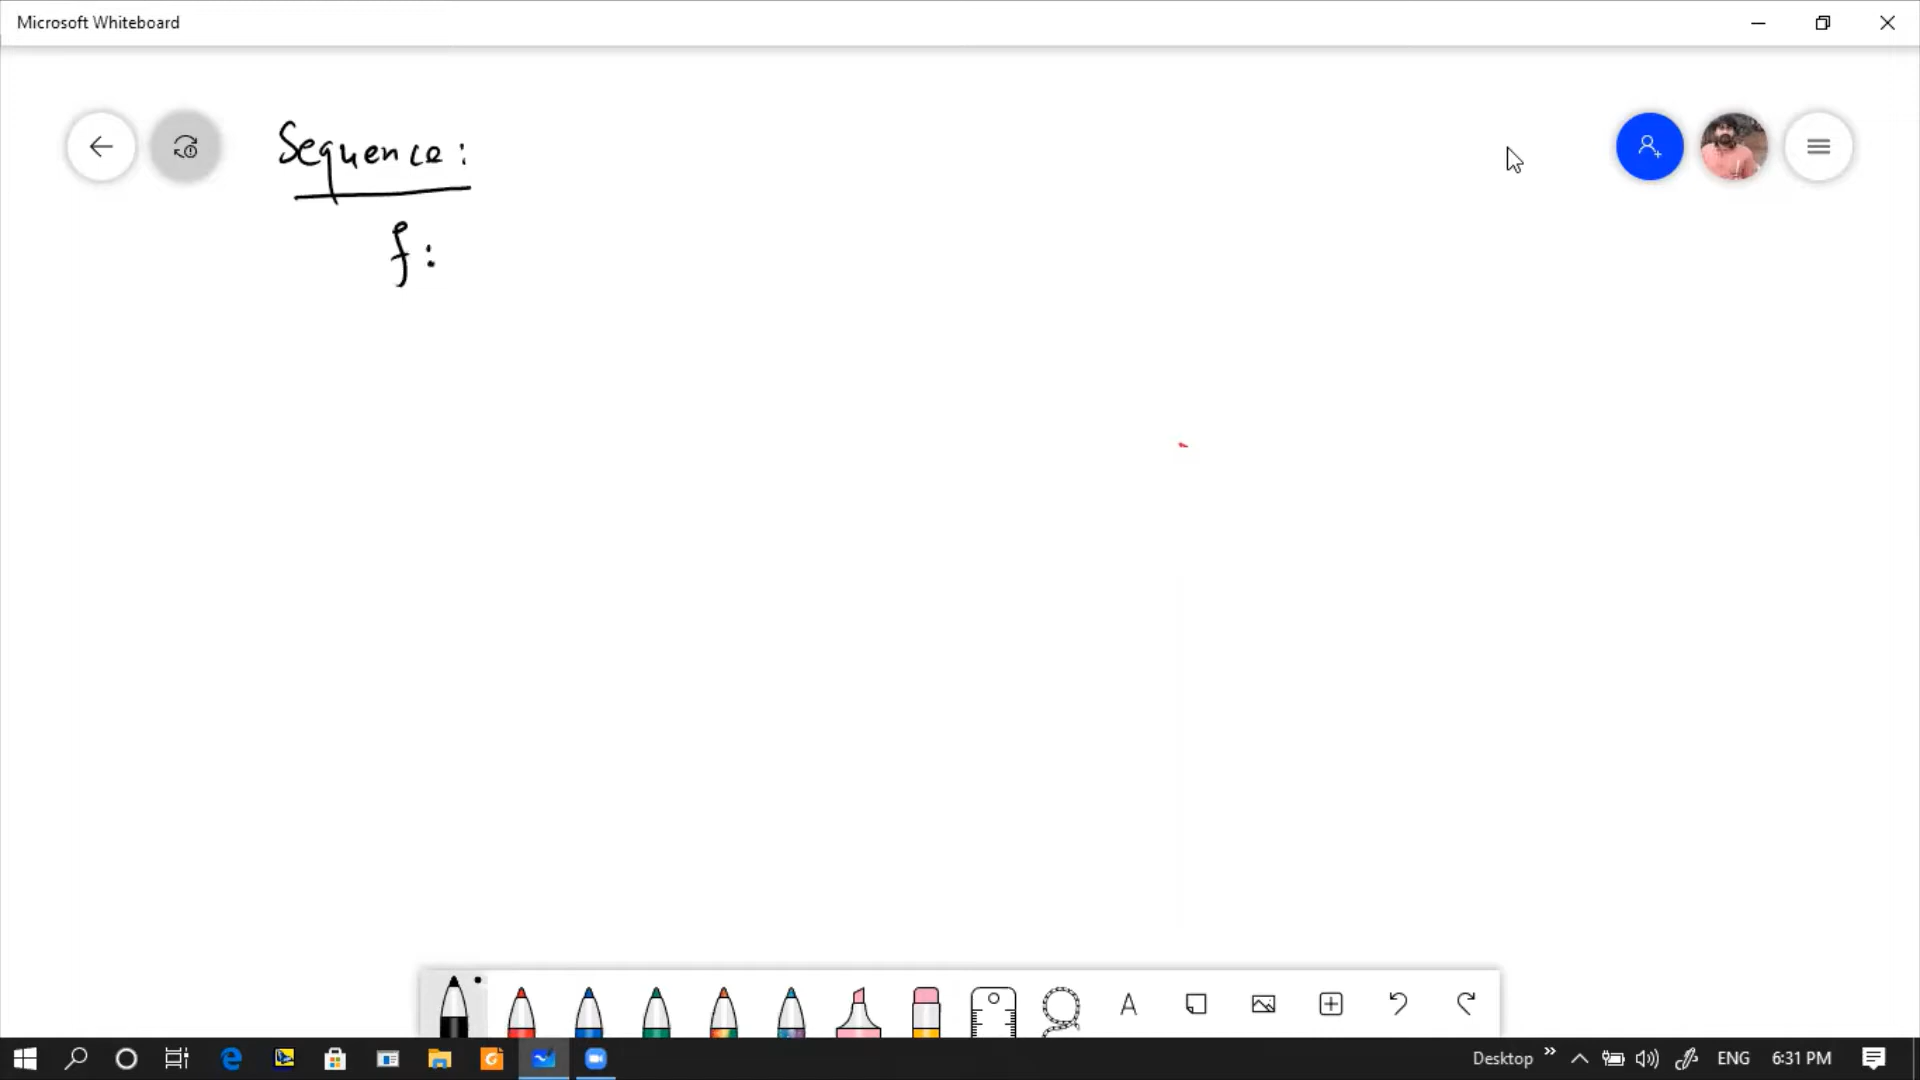 Microsoft Whiteboard
Sequence:
f:
A
Desktop » ENG 6:31 PM